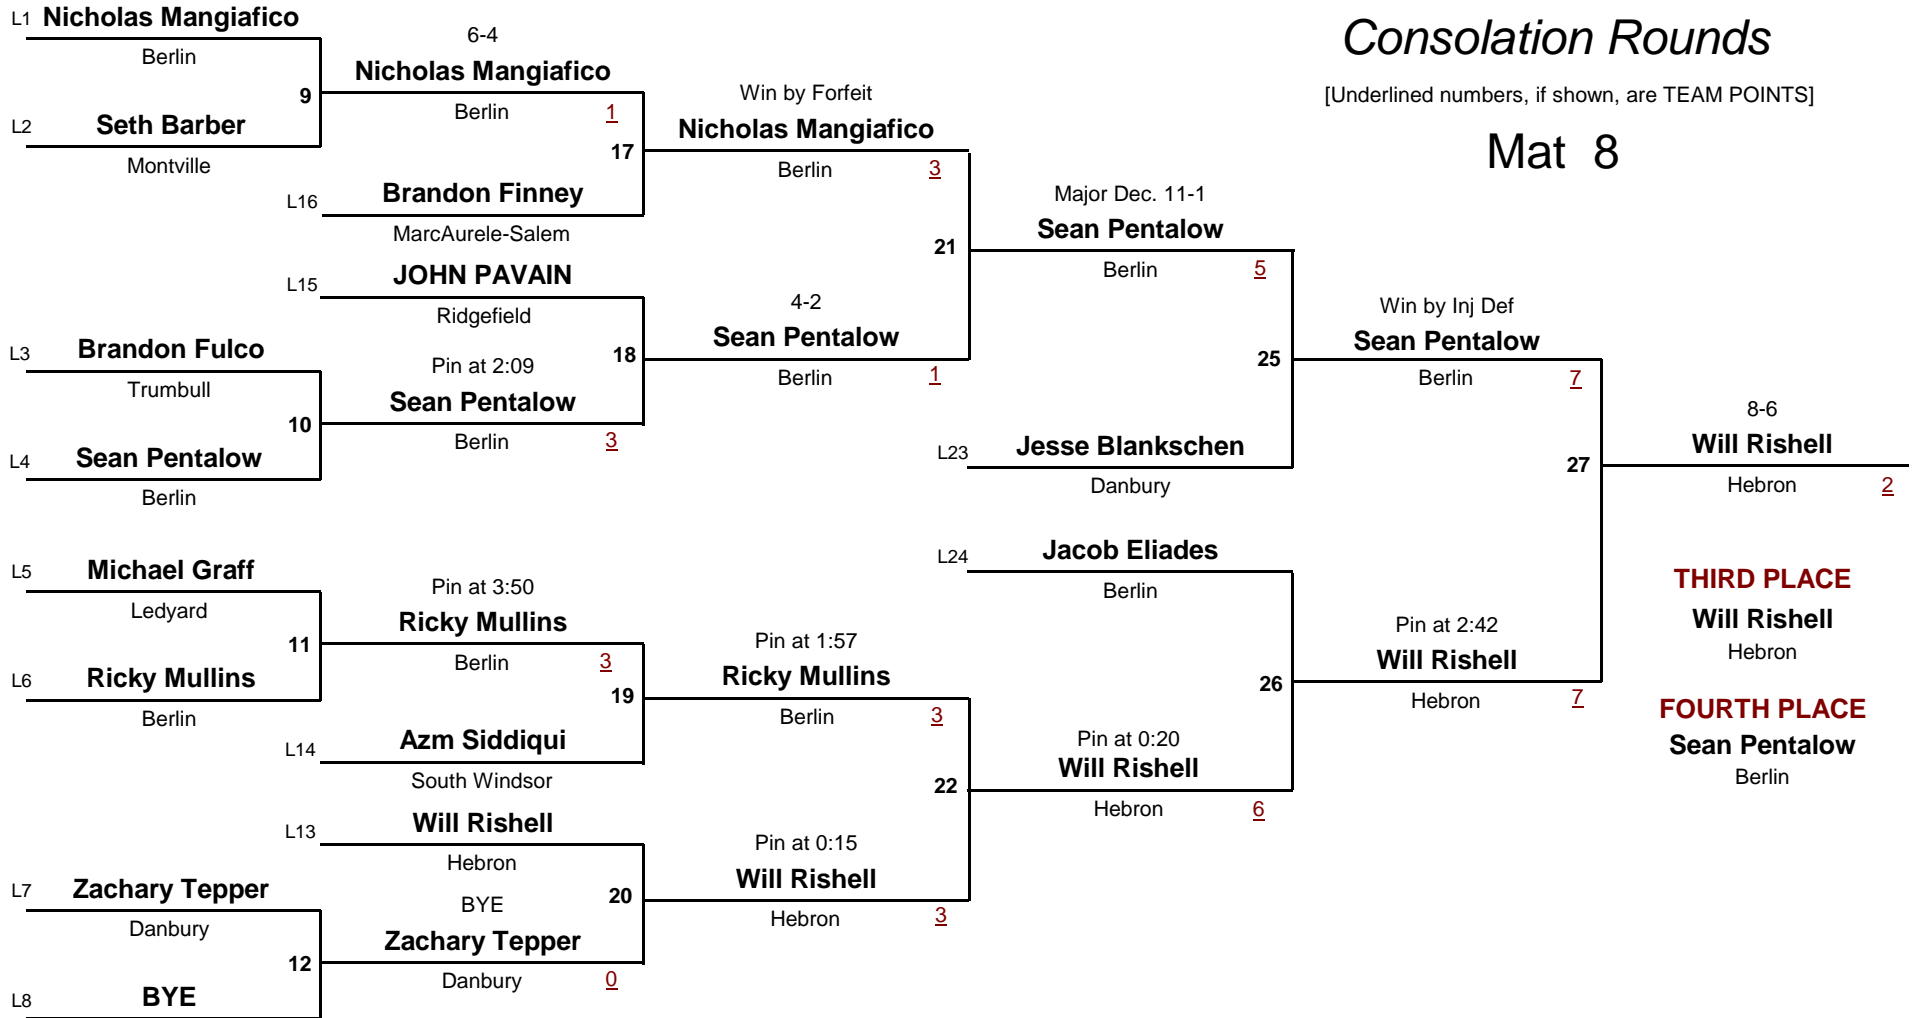 Consolation Rounds
[Underlined numbers, if shown, are TEAM POINTS]
Mat 8
L1 Nicholas Mangiafico
Berlin
9
L2 Seth Barber
Montville
L3 Brandon Fulco
Trumbull
10
L4 Sean Pentalow
Berlin
L5 Michael Graff
Ledyard
11
L6 Ricky Mullins
Berlin
L7 Zachary Tepper
Danbury
12
L8 BYE
6-4
Nicholas Mangiafico
Berlin 1
17
L16 Brandon Finney
MarcAurele-Salem
L15 JOHN PAVAIN
Ridgefield
18
Pin at 2:09
Sean Pentalow
Berlin 3
Pin at 3:50
Ricky Mullins
Berlin 3
19
L14 Azm Siddiqui
South Windsor
L13 Will Rishell
Hebron
20
BYE
Zachary Tepper
Danbury 0
Win by Forfeit
Nicholas Mangiafico
Berlin 3
21
4-2
Sean Pentalow
Berlin 1
Pin at 1:57
Ricky Mullins
Berlin 3
22
Pin at 0:15
Will Rishell
Hebron 3
Major Dec. 11-1
Sean Pentalow
Berlin 5
25
L23 Jesse Blankschen
Danbury
L24 Jacob Eliades
Berlin
26
Pin at 0:20
Will Rishell
Hebron 6
Win by Inj Def
Sean Pentalow
Berlin 7
27
Pin at 2:42
Will Rishell
Hebron 7
8-6
Will Rishell
Hebron 2
THIRD PLACE
Will Rishell
Hebron
FOURTH PLACE
Sean Pentalow
Berlin